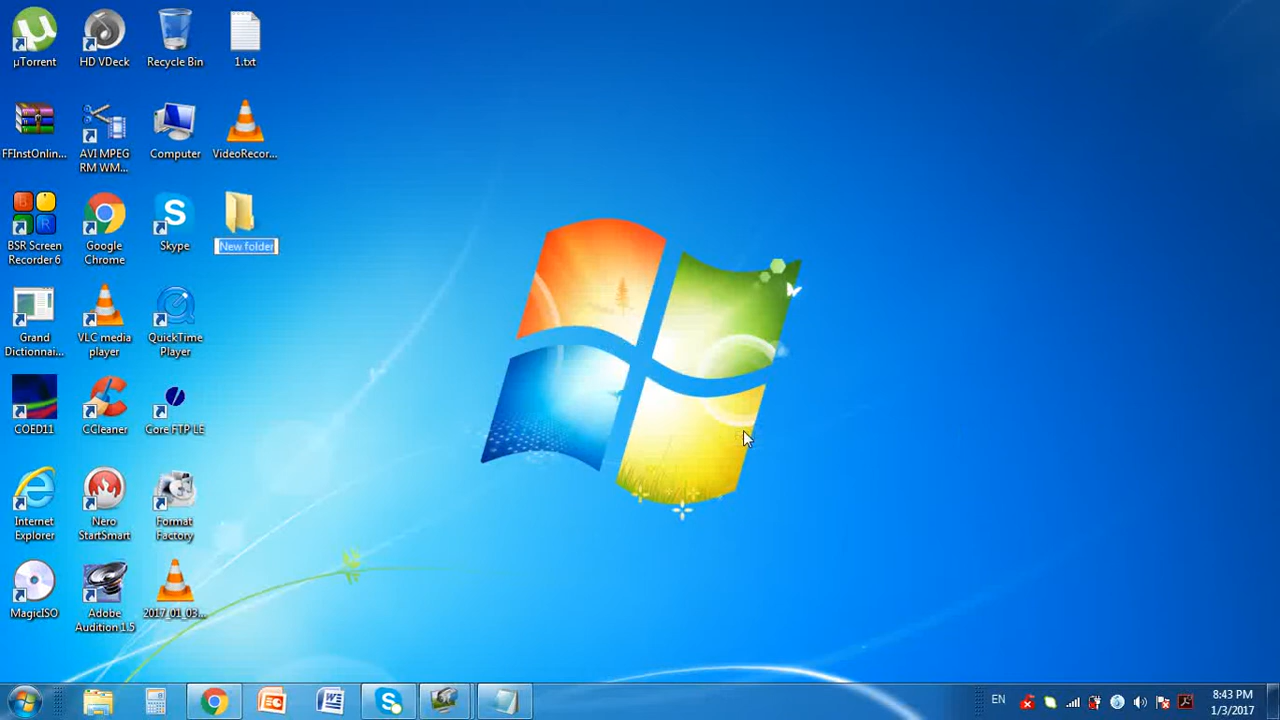 µTorrent
HD VDeck
Recycle Bin
1.txt
FFInstOnlin...
AVI MPEG
RM WM...
Computer
VideoRecor...
BSR Screen
Recorder 6
Google
Chrome
Skype
New folder
Grand
Dictionnai...
VLC media
player
QuickTime
Player
COED11
CCleaner
Core FTP LE
Internet
Explorer
Nero
StartSmart
Format
Factory
MagicISO
Adobe
Audition 1.5
2017_01_03...
EN
8:43 PM
1/3/2017